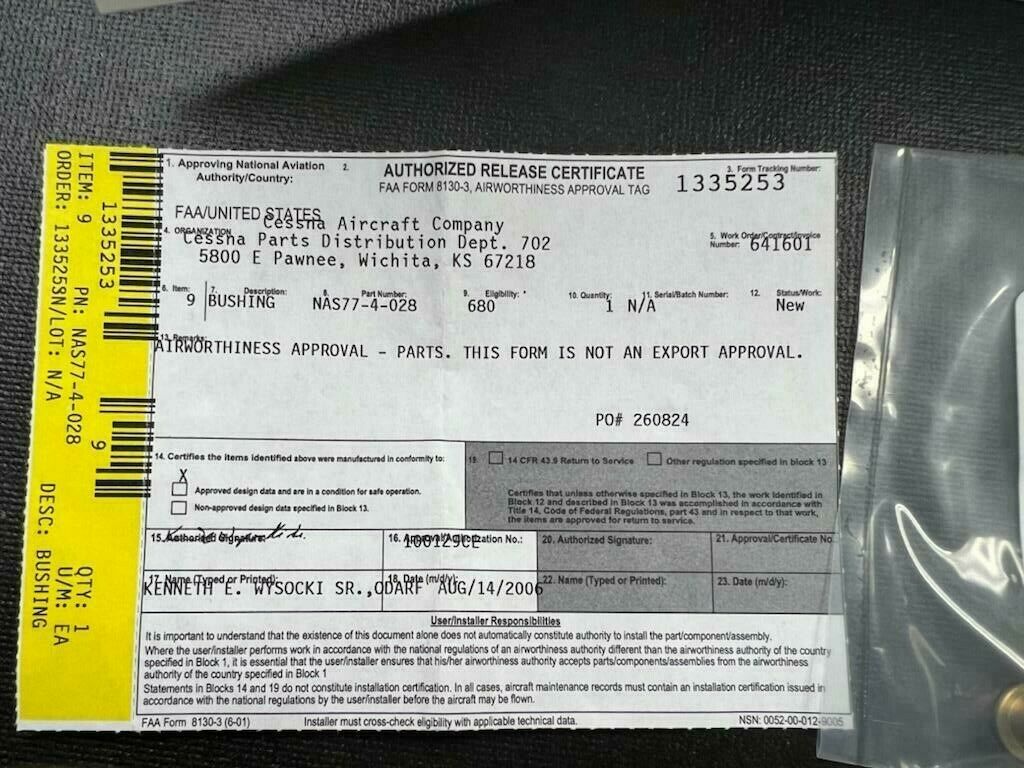 ITEM: 9 PN: NAS77-4-028 QTY: 1
ORDER: 1335253 SN/LOT: N/A U/M: EA
DESC: BUSHING
1335253
9
1. Approving National Aviation Authority/Country:
2. AUTHORIZED RELEASE CERTIFICATE
FAA FORM 8130-3, AIRWORTHINESS APPROVAL TAG
3. Form Tracking Number:
1335253
FAA/UNITED STATES
4. ORGANIZATION
Cessna Aircraft Company
Cessna Parts Distribution Dept. 702
5800 E Pawnee, Wichita, KS 67218
5. Work Order/Contract/Invoice Number: 641601
6. Item: 7. Description: 8. Part Number: 9. Eligibility: * 10. Quantity: 11. Serial/Batch Number: 12. Status/Work:
9 BUSHING NAS77-4-028 680 1 N/A New
13. Remarks:
AIRWORTHINESS APPROVAL - PARTS. THIS FORM IS NOT AN EXPORT APPROVAL.
PO# 260824
14. Certifies the items identified above were manufactured in conformity to:
X
Approved design data and are in a condition for safe operation.
Non-approved design data specified in Block 13.
19 14 CFR 43.9 Return to Service Other regulation specified in block 13
Certifies that unless otherwise specified in Block 13, the work identified in
Block 12 and described in Block 13 was accomplished in accordance with
Title 14, Code of Federal Regulations, part 43 and in respect to that work,
the items are approved for return to service.
15. Authorized Signature:
16. Approval/Authorization No.:
100129CE
20. Authorized Signature:
21. Approval/Certificate No
17. Name (Typed or Printed):
KENNETH E. WYSOCKI SR.,ODARF
18. Date (m/d/y):
AUG/14/2006
22. Name (Typed or Printed):
23. Date (m/d/y):
User/Installer Responsibilities
It is important to understand that the existence of this document alone does not automatically constitute authority to install the part/component/assembly.
Where the user/installer performs work in accordance with the national regulations of an airworthiness authority different than the airworthiness authority of the country
specified in Block 1, it is essential that the user/installer ensures that his/her airworthiness authority accepts parts/components/assemblies from the airworthiness
authority of the country specified in Block 1
Statements in Blocks 14 and 19 do not constitute installation certification. In all cases, aircraft maintenance records must contain an installation certification issued in
accordance with the national regulations by the user/installer before the aircraft may be flown.
FAA Form 8130-3 (6-01) Installer must cross-check eligibility with applicable technical data. NSN: 0052-00-012-9005